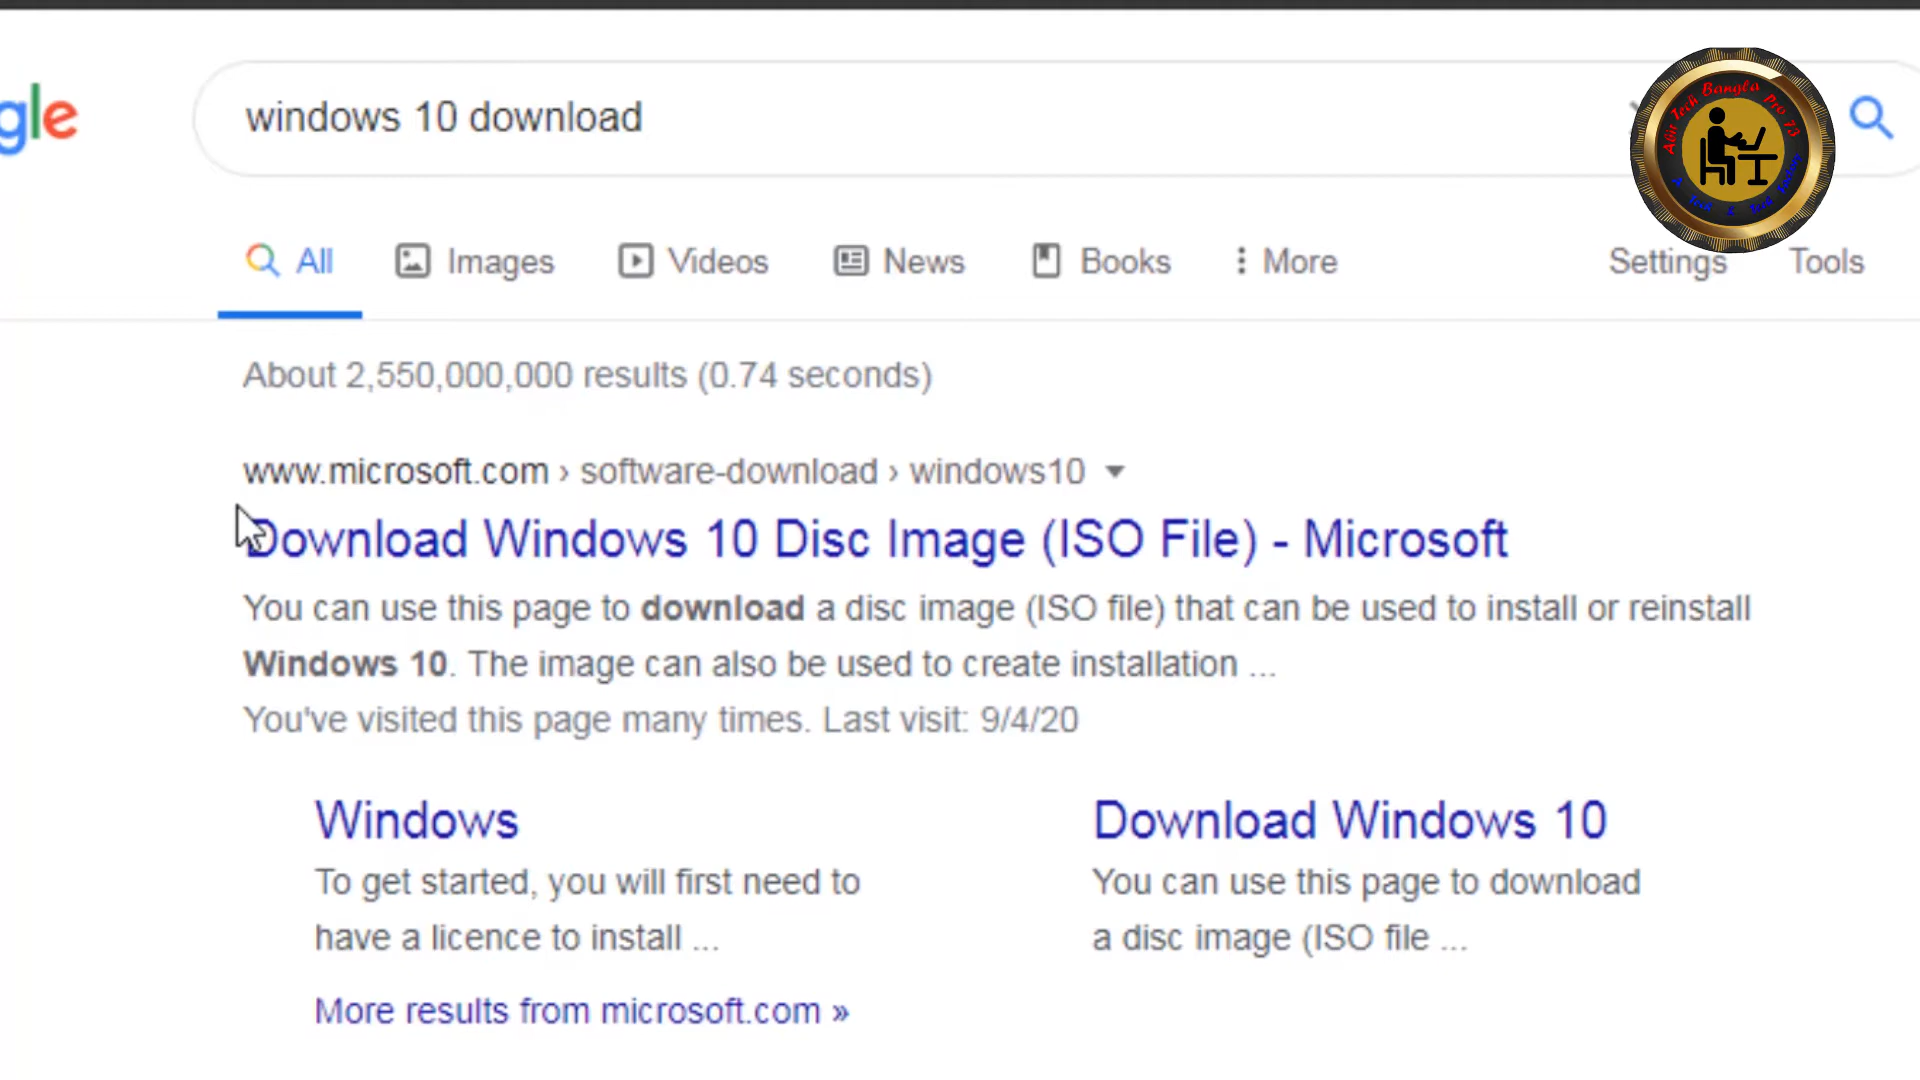 gle
windows 10 download
Abir Tech Bangla Pro 73
All
Images
Videos
News
Books
More
Settings
Tools
About 2,550,000,000 results (0.74 seconds)
www.microsoft.com › software-download › windows10
Download Windows 10 Disc Image (ISO File) - Microsoft
You can use this page to download a disc image (ISO file) that can be used to install or reinstall
Windows 10. The image can also be used to create installation ...
You've visited this page many times. Last visit: 9/4/20
Windows
Download Windows 10
To get started, you will first need to
have a licence to install ...
You can use this page to download
a disc image (ISO file ...
More results from microsoft.com »